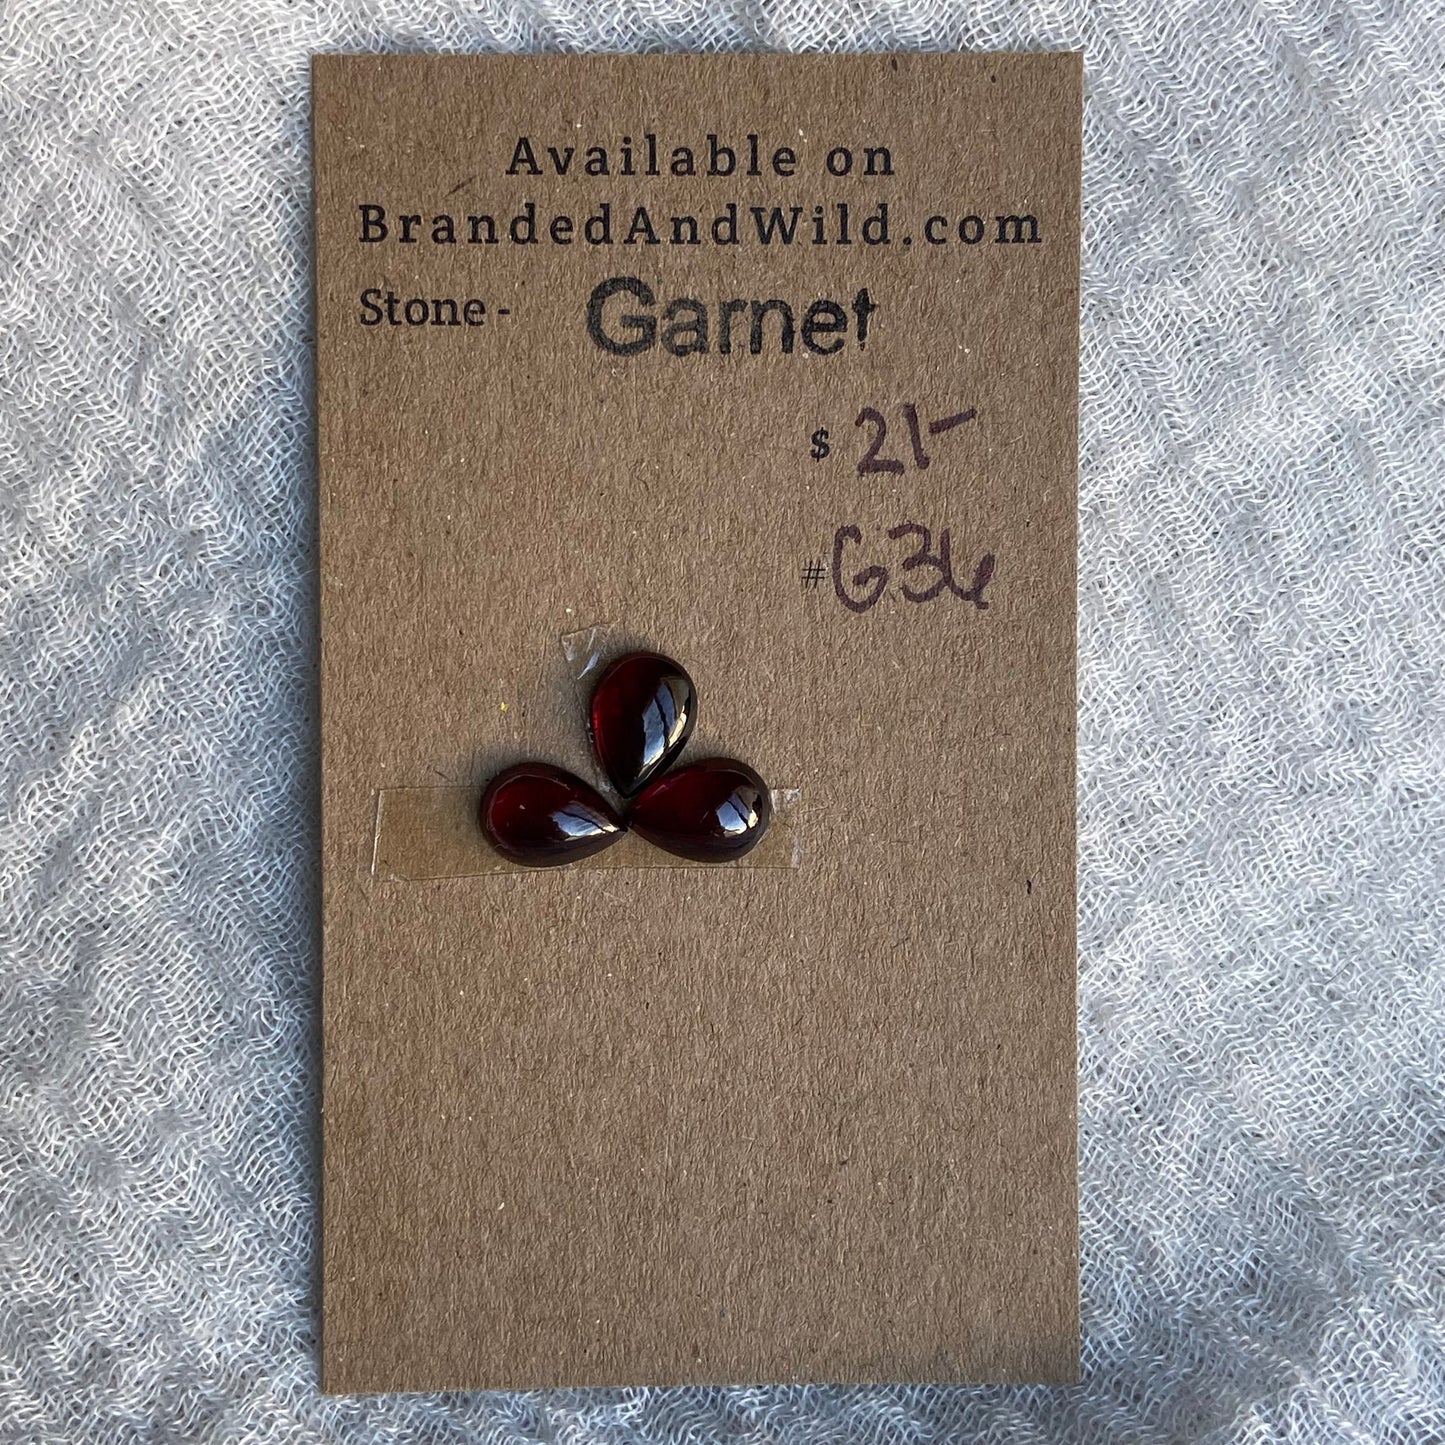 Available on
BrandedAndWild.com
Stone - Garnet
$ 21-
#G36